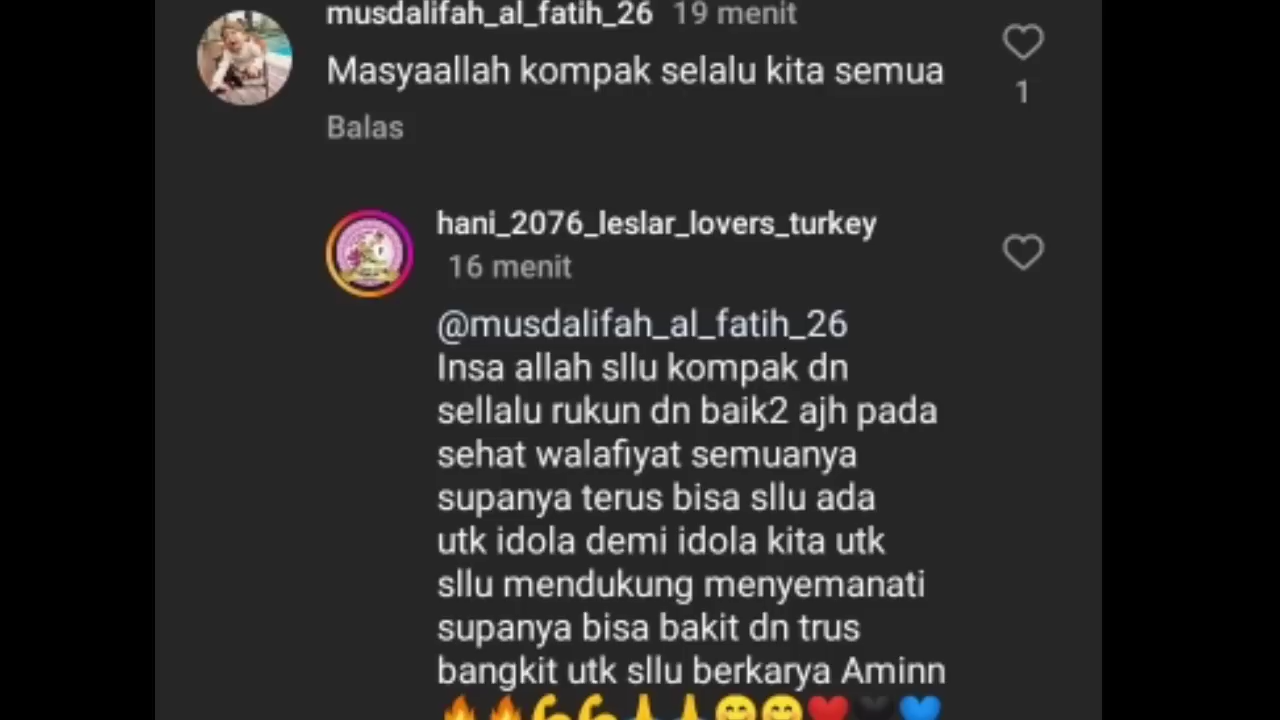 musdalifah_al_fatih_26 19 menit
Masyaallah kompak selalu kita semua
1
Balas
hani_2076_leslar_lovers_turkey
16 menit
@musdalifah_al_fatih_26
Insa allah sllu kompak dn
sellalu rukun dn baik2 ajh pada
sehat walafiyat semuanya
supanya terus bisa sllu ada
utk idola demi idola kita utk
sllu mendukung menyemanati
supanya bisa bakit dn trus
bangkit utk sllu berkarya Aminn
🔥🔥💪💪🙏🙏😊😊❤️🖤💙